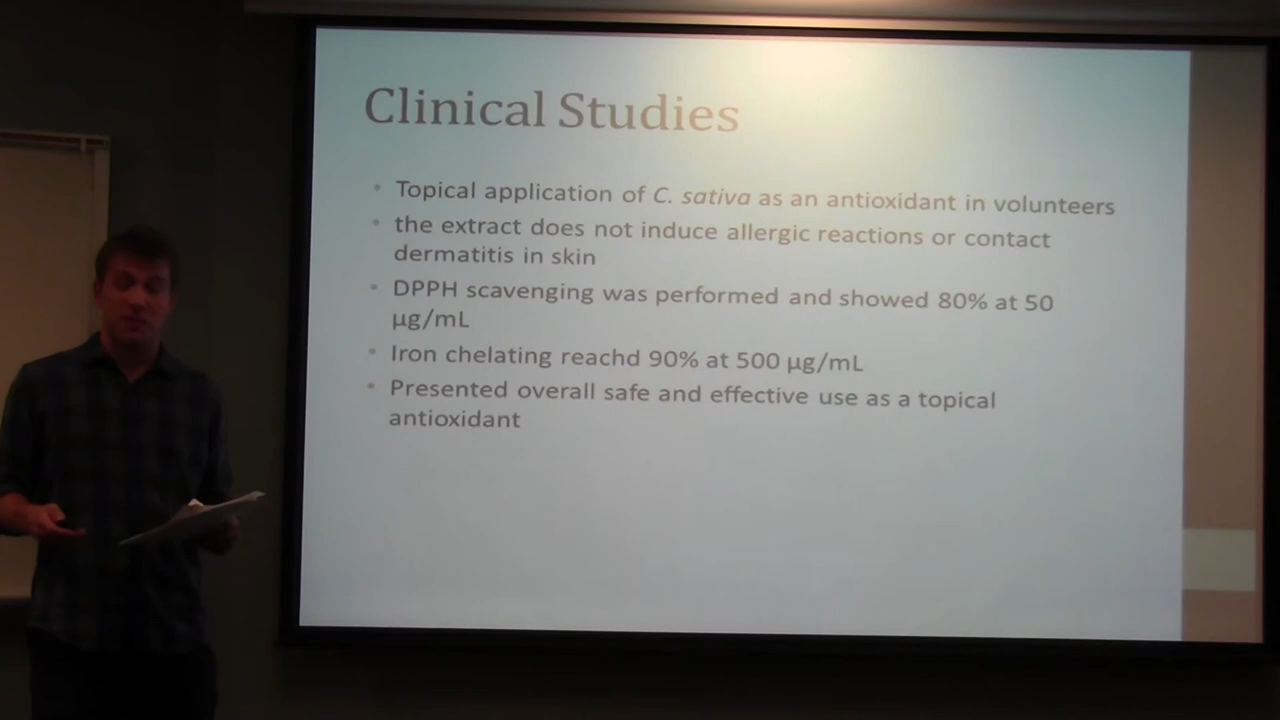 Clinical Studies
• Topical application of C. sativa as an antioxidant in volunteers
• the extract does not induce allergic reactions or contact
dermatitis in skin
• DPPH scavenging was performed and showed 80% at 50
µg/mL
• Iron chelating reachd 90% at 500 µg/mL
• Presented overall safe and effective use as a topical
antioxidant